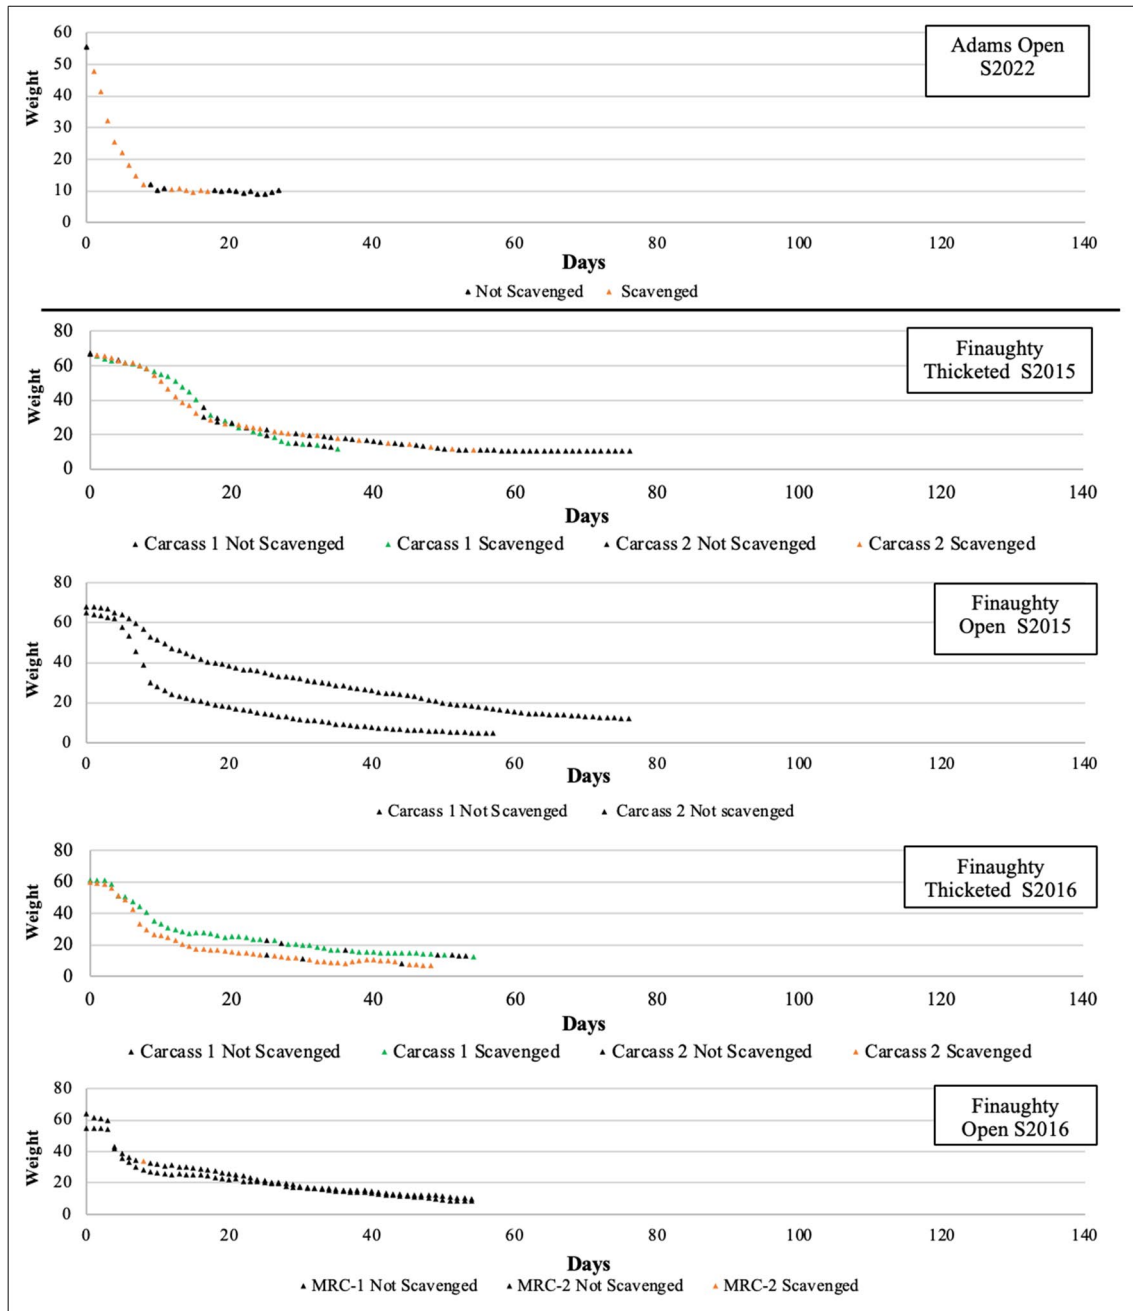 60
50
40
30
20
10
0
Weight
Adams Open
S2022
0 20 40 60 80 100 120 140
Days
Not Scavenged Scavenged
80
60
40
20
0
Weight
Finaughty
Thicketed S2015
0 20 40 60 80 100 120 140
Days
Carcass 1 Not Scavenged Carcass 1 Scavenged Carcass 2 Not Scavenged Carcass 2 Scavenged
80
60
40
20
0
Weight
Finaughty
Open S2015
0 20 40 60 80 100 120 140
Days
Carcass 1 Not Scavenged Carcass 2 Not scavenged
80
60
40
20
0
Weight
Finaughty
Thicketed S2016
0 20 40 60 80 100 120 140
Days
Carcass 1 Not Scavenged Carcass 1 Scavenged Carcass 2 Not Scavenged Carcass 2 Scavenged
80
60
40
20
0
Weight
Finaughty
Open S2016
0 20 40 60 80 100 120 140
Days
MRC-1 Not Scavenged MRC-2 Not Scavenged MRC-2 Scavenged